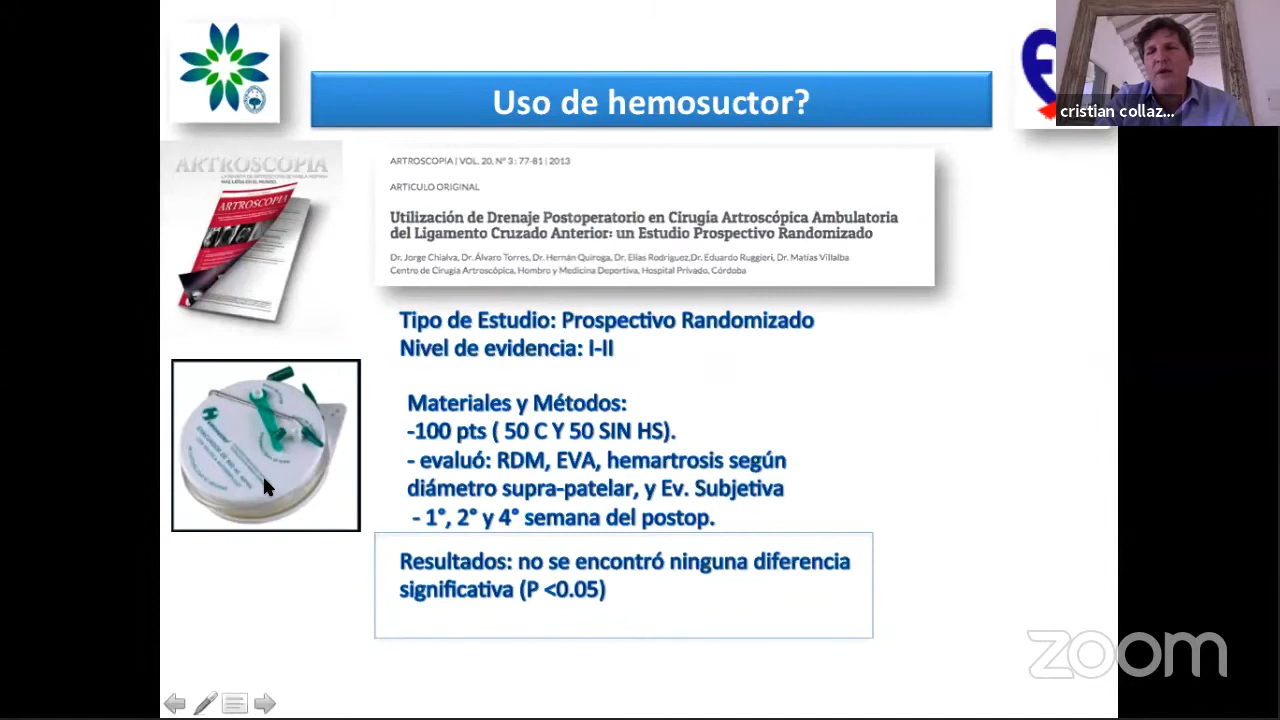 Uso de hemosuctor?
cristian collaz...
ARTROSCOPIA
ARTROSCOPIA
ARTROSCOPIA | VOL. 20, N° 3 : 77-81 | 2013
ARTICULO ORIGINAL
Utilización de Drenaje Postoperatorio en Cirugía Artroscópica Ambulatoria
del Ligamento Cruzado Anterior: un Estudio Prospectivo Randomizado
Dr. Jorge Chialva, Dr. Álvaro Torres, Dr. Hernán Quiroga, Dr. Elías Rodríguez,Dr. Eduardo Ruggieri, Dr. Matías Villalba
Centro de Cirugía Artroscópica, Hombro y Medicina Deportiva, Hospital Privado, Córdoba
Tipo de Estudio: Prospectivo Randomizado
Nivel de evidencia: I-II
Materiales y Métodos:
-100 pts ( 50 C Y 50 SIN HS).
- evaluó: RDM, EVA, hemartrosis según
diámetro supra-patelar, y Ev. Subjetiva
- 1°, 2° y 4° semana del postop.
Resultados: no se encontró ninguna diferencia
significativa (P <0.05)
zoom